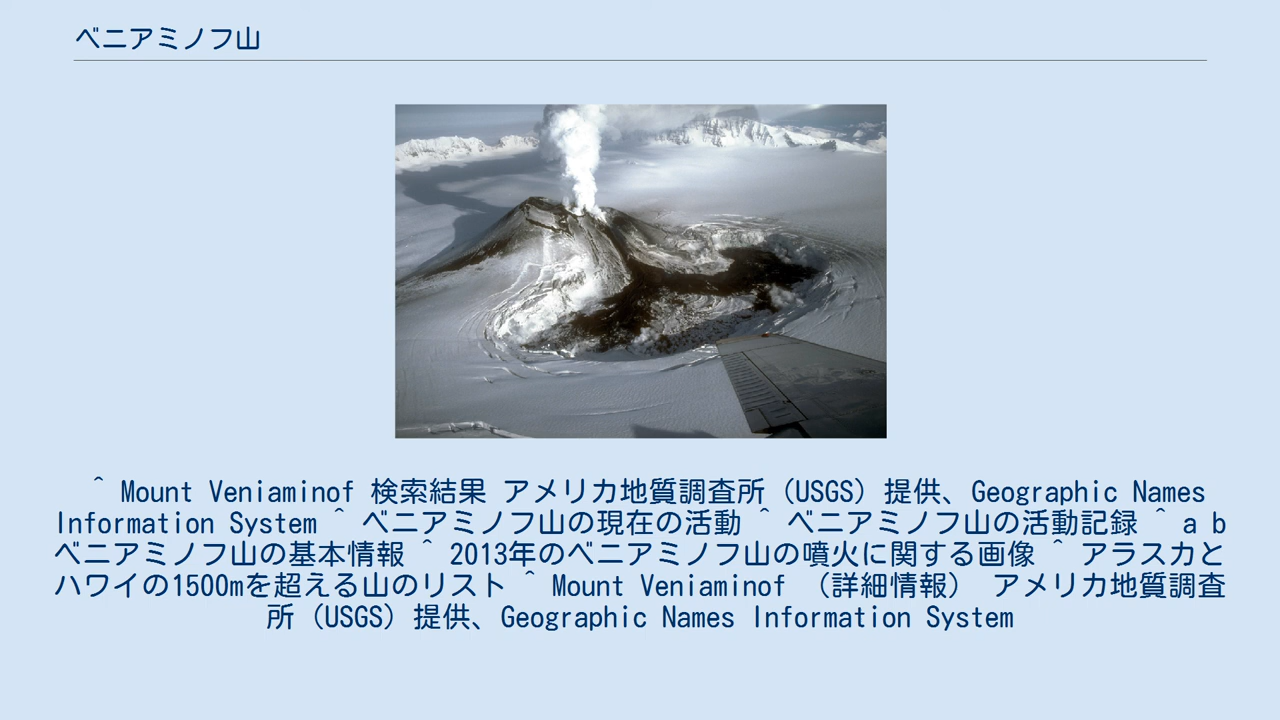 ベニアミノフ山
^ Mount Veniaminof 検索結果 アメリカ地質調査所（USGS）提供、Geographic Names
Information System ^ ベニアミノフ山の現在の活動 ^ ベニアミノフ山の活動記録 ^ a b
ベニアミノフ山の基本情報 ^ 2013年のベニアミノフ山の噴火に関する画像 ^ アラスカと
ハワイの1500mを超える山のリスト ^ Mount Veniaminof （詳細情報） アメリカ地質調査
所（USGS）提供、Geographic Names Information System